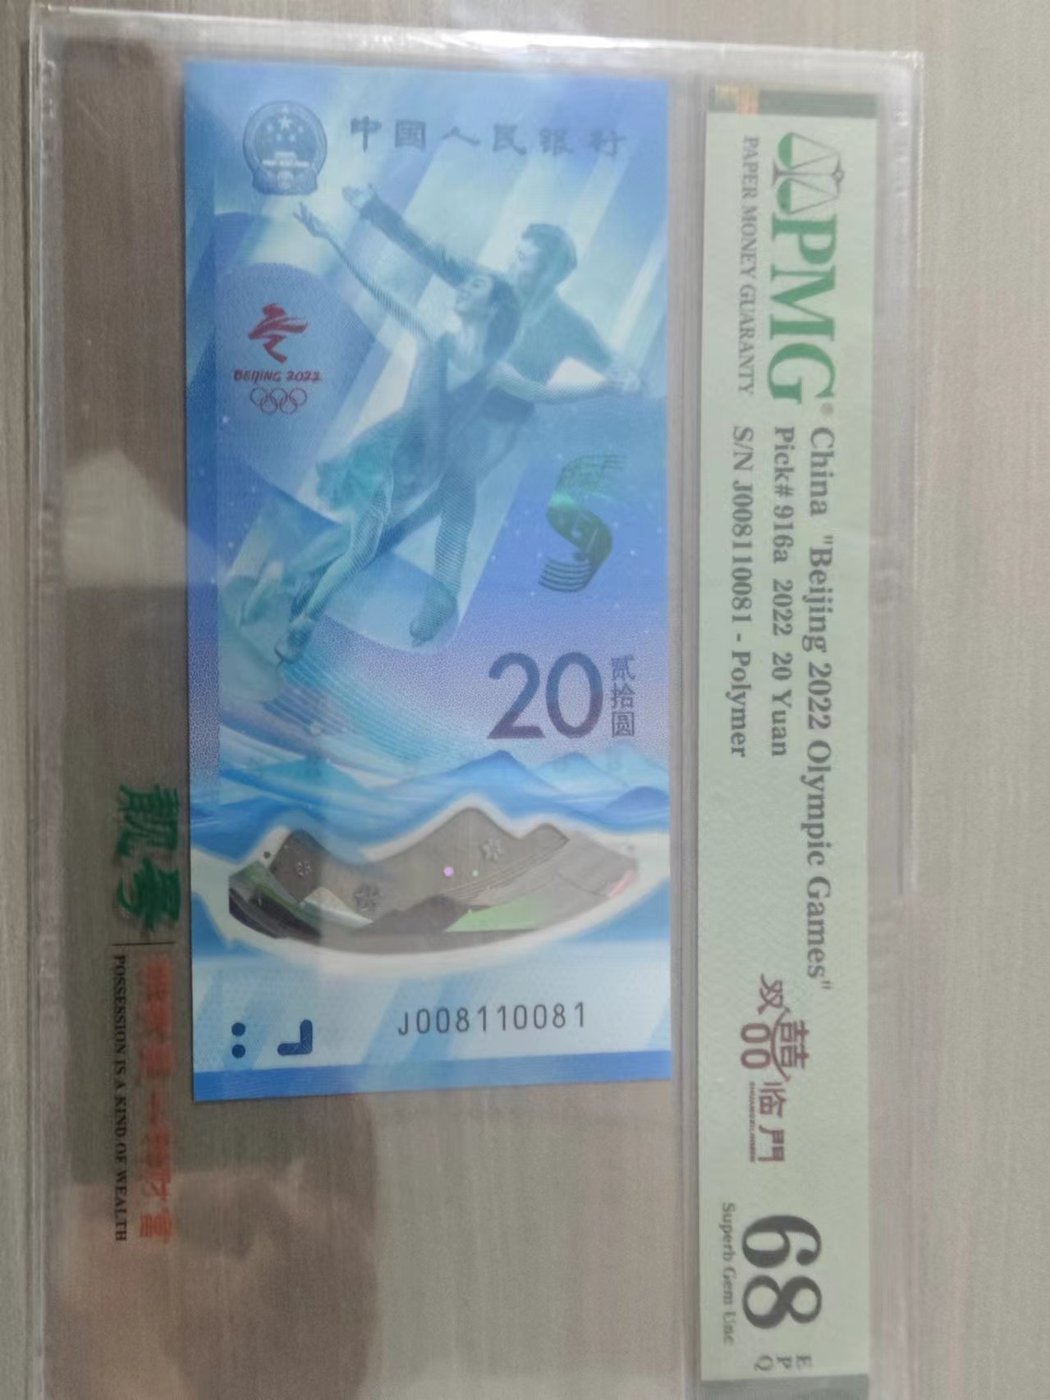 PMG
PAPER MONEY GUARANTY
China "Beijing 2022 Olympic Games"
Pick# 916a 2022 20 Yuan
S/N J008110081 - Polymer
双囍临門
00
68
EPQ
Superb Gem Unc
中国人民银行
BEIJING 2022
20
贰拾圆
J008110081
靓号
POSSESSION IS A KIND OF WEALTH